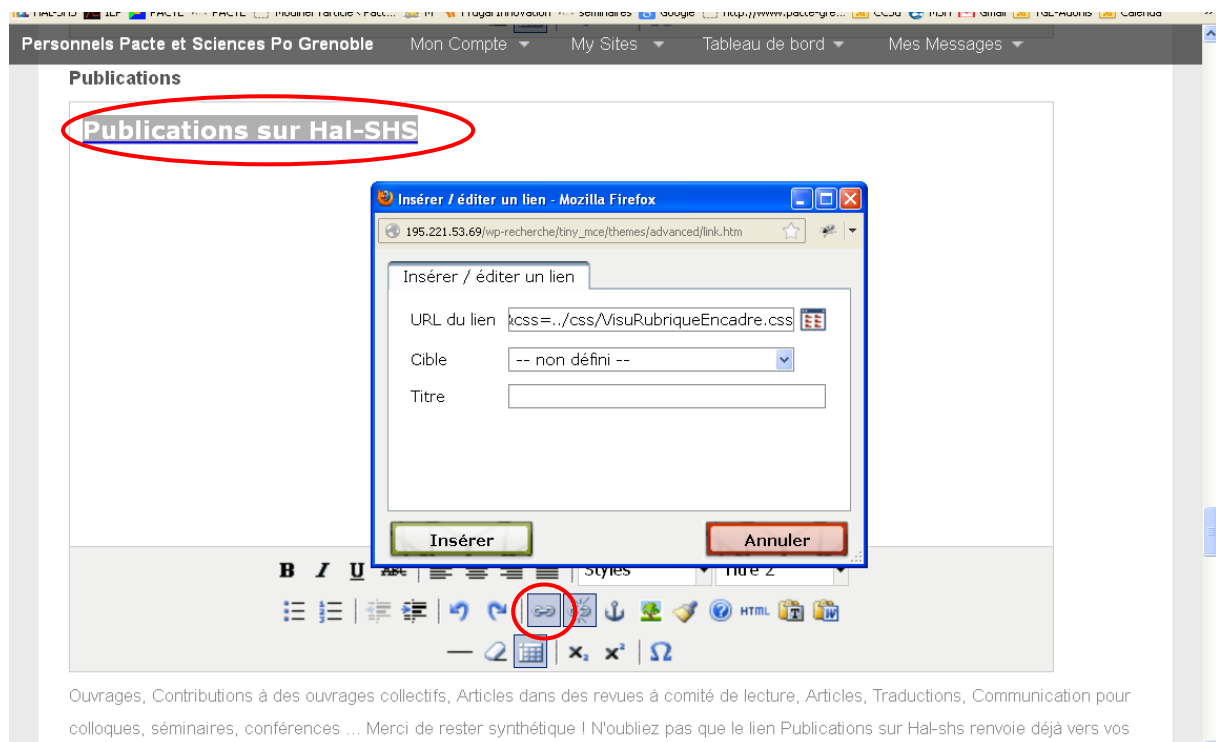 Personnels Pacte et Sciences Po Grenoble Mon Compte My Sites Tableau de bord Mes Messages
Publications
Publications sur Hal-SHS
Insérer / éditer un lien - Mozilla Firefox
195.221.53.69/wp-recherche/tiny_mce/themes/advanced/link.htm
Insérer / éditer un lien
URL du lien &css=../css/VisuRubriqueEncadre.css
Cible -- non défini --
Titre
Insérer Annuler
B I U ABC Styles Titre 2
HTML T W
x₂ x² Ω
Ouvrages, Contributions à des ouvrages collectifs, Articles dans des revues à comité de lecture, Articles, Traductions, Communication pour
colloques, séminaires, conférences ... Merci de rester synthétique ! N'oubliez pas que le lien Publications sur Hal-shs renvoie déjà vers vos